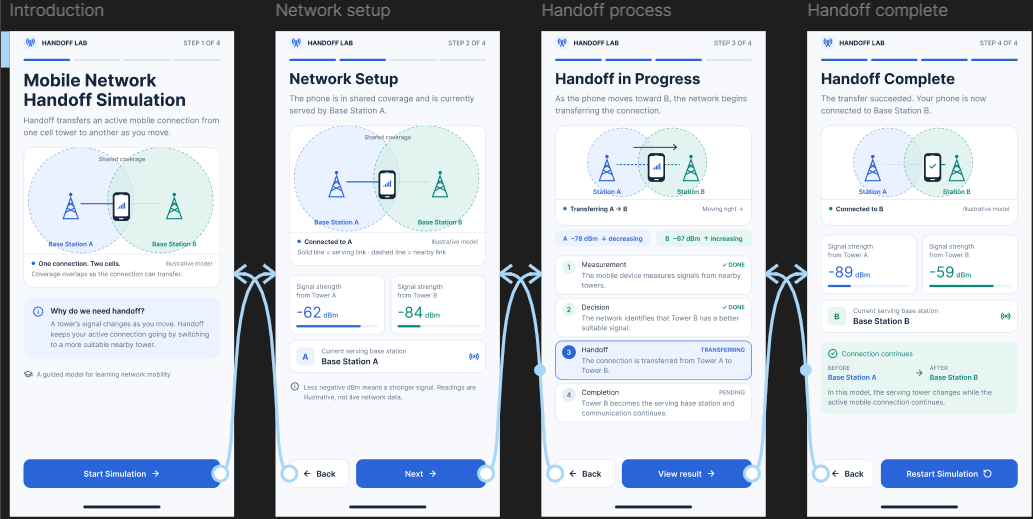 Introduction
HANDOFF LAB
STEP 1 OF 4
Mobile Network
Handoff Simulation
Handoff transfers an active mobile connection from
one cell tower to another as you move.
Shared coverage
Base Station A
Base Station B
One connection. Two cells.
Illustrative model
Coverage overlaps so the connection can transfer.
Why do we need handoff?
A tower's signal changes as you move. Handoff
keeps your active connection going by switching
to a more suitable nearby tower.
A guided model for learning network mobility
Start Simulation →
Network setup
HANDOFF LAB
STEP 2 OF 4
Network Setup
The phone is in shared coverage and is currently
served by Base Station A.
Shared coverage
Base Station A
Base Station B
Connected to A
Illustrative model
Solid line = serving link · dashed line = nearby link
Signal strength
from Tower A
-62 dBm
Signal strength
from Tower B
-84 dBm
A
Current serving base station
Base Station A
Less negative dBm means a stronger signal. Readings are
illustrative, not live network data.
← Back
Next →
Handoff process
HANDOFF LAB
STEP 3 OF 4
Handoff in Progress
As the phone moves toward B, the network begins
transferring the connection.
Station A
Station B
Transferring A → B
Moving right →
A -78 dBm ↓ decreasing
B -67 dBm ↑ increasing
1
Measurement
✓ DONE
The mobile device measures signals from nearby
towers.
2
Decision
✓ DONE
The network identifies that Tower B has a better
suitable signal.
3
Handoff
TRANSFERRING
The connection is transferred from Tower A to
Tower B.
4
Completion
PENDING
Tower B becomes the serving base station and
communication continues.
← Back
View result →
Handoff complete
HANDOFF LAB
STEP 4 OF 4
Handoff Complete
The transfer succeeded. Your phone is now
connected to Base Station B.
Station A
Station B
Connected to B
Illustrative model
Signal strength
from Tower A
-89 dBm
Signal strength
from Tower B
-59 dBm
B
Current serving base station
Base Station B
Connection continues
BEFORE
Base Station A
→
AFTER
Base Station B
In this model, the serving tower changes while the
active mobile connection continues.
← Back
Restart Simulation